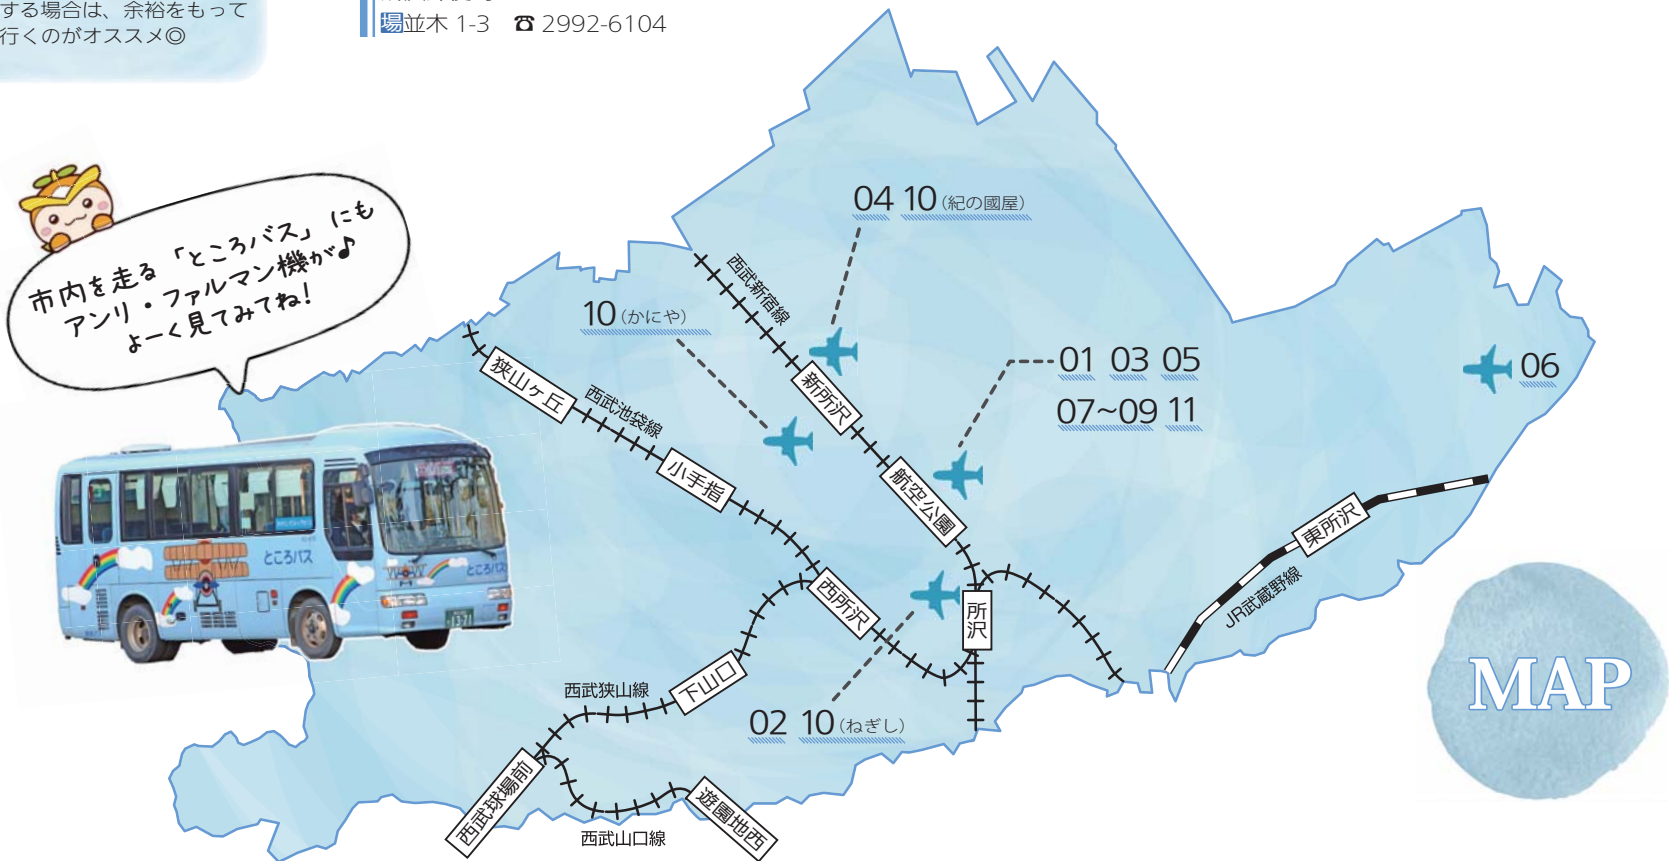 する場合は、余裕をもって
行くのがオススメ◎
場並木 1-3 ☎ 2992-6104
市内を走る「ところバス」にも
アンリ・ファルマン機が♪
よーく見てみてね!
04 10(紀の國屋)
西武新宿線
10(かにや)
01 03 05
07~09 11
06
狭山ヶ丘
西武池袋線
新所沢
小手指
航空公園
東所沢
JR武蔵野線
西所沢
所沢
ところバス
ところバス
下山口
西武狭山線
02 10(ねぎし)
MAP
西武球場前
遊園地西
西武山口線